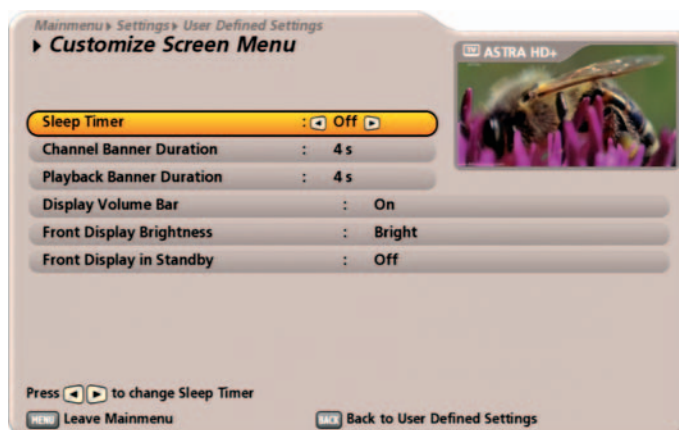 Mainmenu▸ Settings▸ User Defined Settings
▸ Customize Screen Menu
TV ASTRA HD+
Sleep Timer : ◂ Off ▸
Channel Banner Duration : 4 s
Playback Banner Duration : 4 s
Display Volume Bar : On
Front Display Brightness : Bright
Front Display in Standby : Off
Press ◂ ▸ to change Sleep Timer
MENU Leave Mainmenu
BACK Back to User Defined Settings